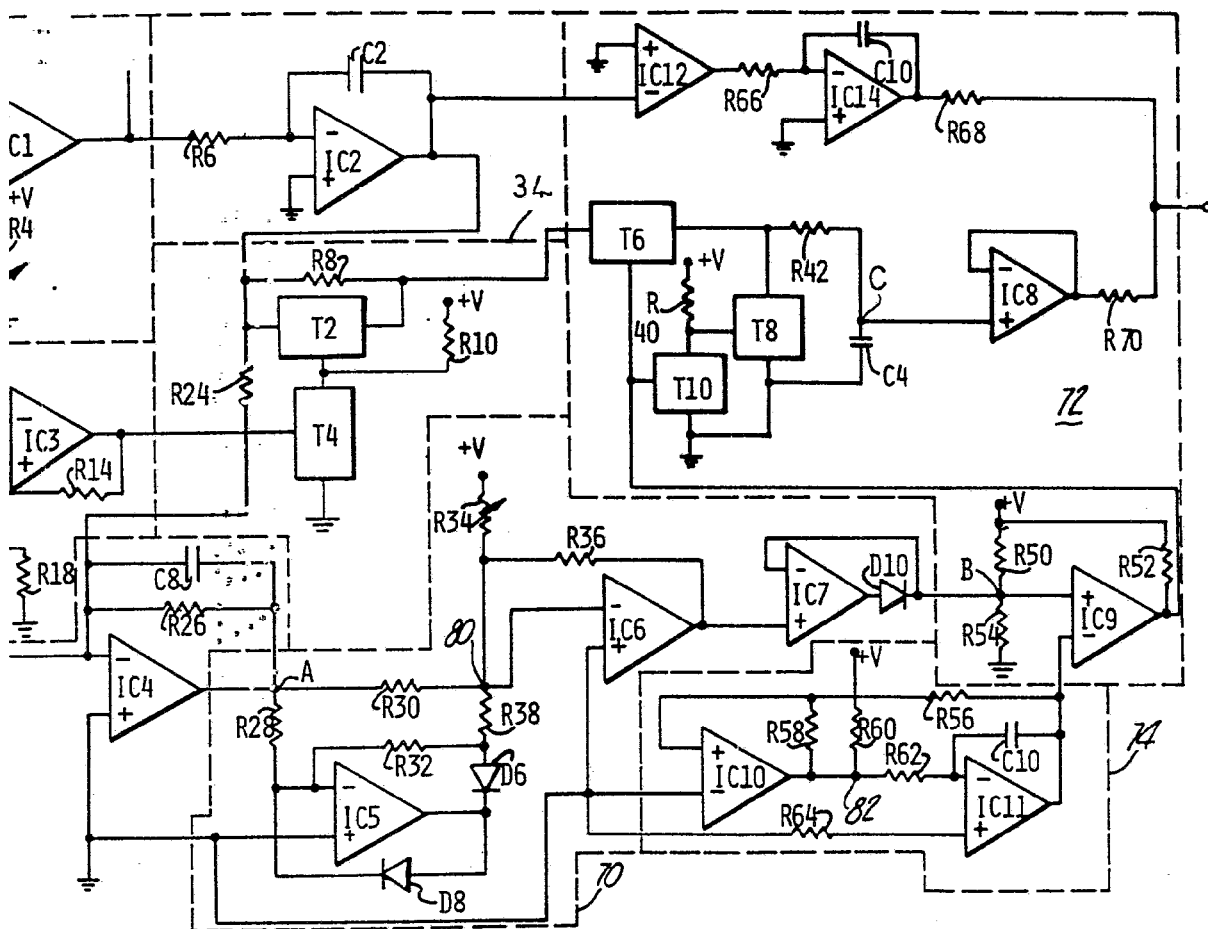 C2
+
IC12
-
R66
-
IC14
+
C10
R68
C1
R6
-
IC2
+
+V
R4
34
R8
T2
+V
R10
T6
+V
R
40
T8
T10
R42
C
C4
-
IC8
+
R70
72
R24
-
IC3
+
R14
T4
+V
R34
R36
+V
R18
C8
R26
-
IC6
+
-
IC7
+
D10
B
R50
R54
+
IC9
-
R52
80
-
IC4
+
A
R30
R38
R28
R32
D6
-
IC5
+
D8
+V
R58
R60
R56
+
IC10
-
R62
C10
82
R64
-
IC11
+
74
70